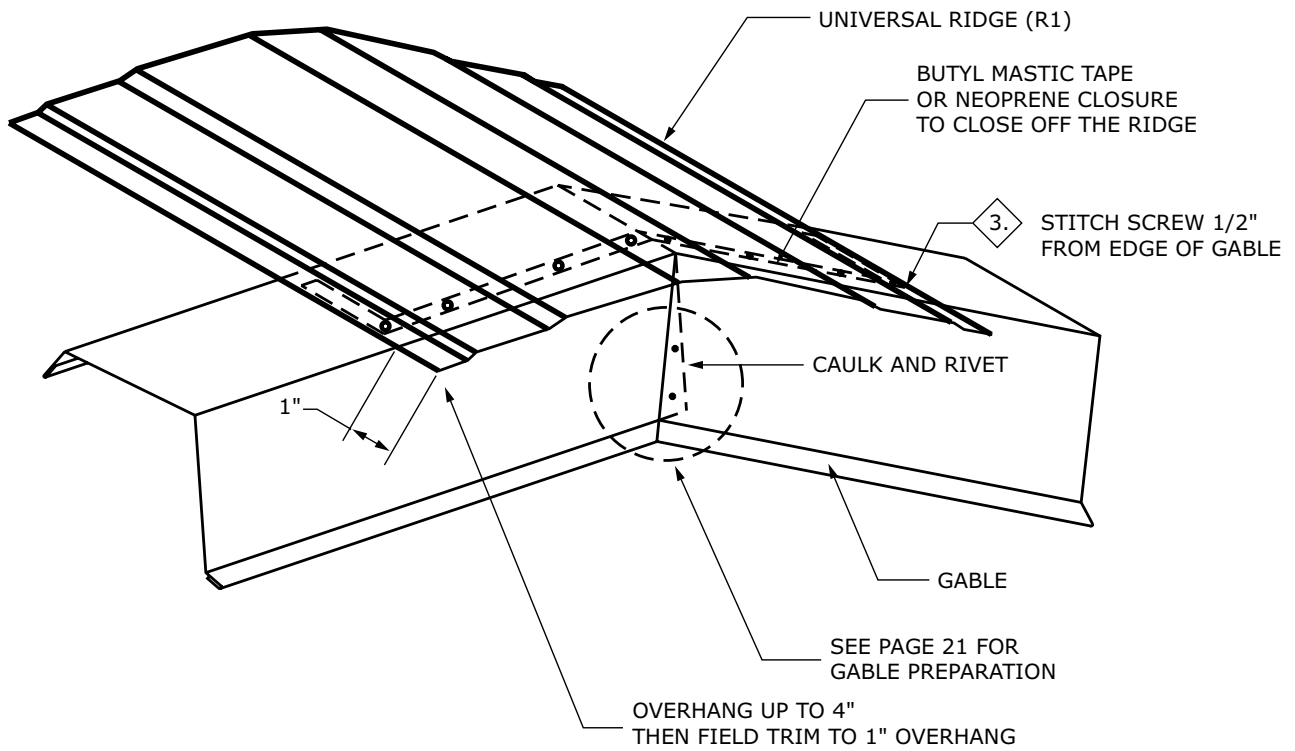 UNIVERSAL RIDGE (R1)
BUTYL MASTIC TAPE
OR NEOPRENE CLOSURE
TO CLOSE OFF THE RIDGE
3.
STITCH SCREW 1/2"
FROM EDGE OF GABLE
CAULK AND RIVET
1"
GABLE
SEE PAGE 21 FOR
GABLE PREPARATION
OVERHANG UP TO 4"
THEN FIELD TRIM TO 1" OVERHANG